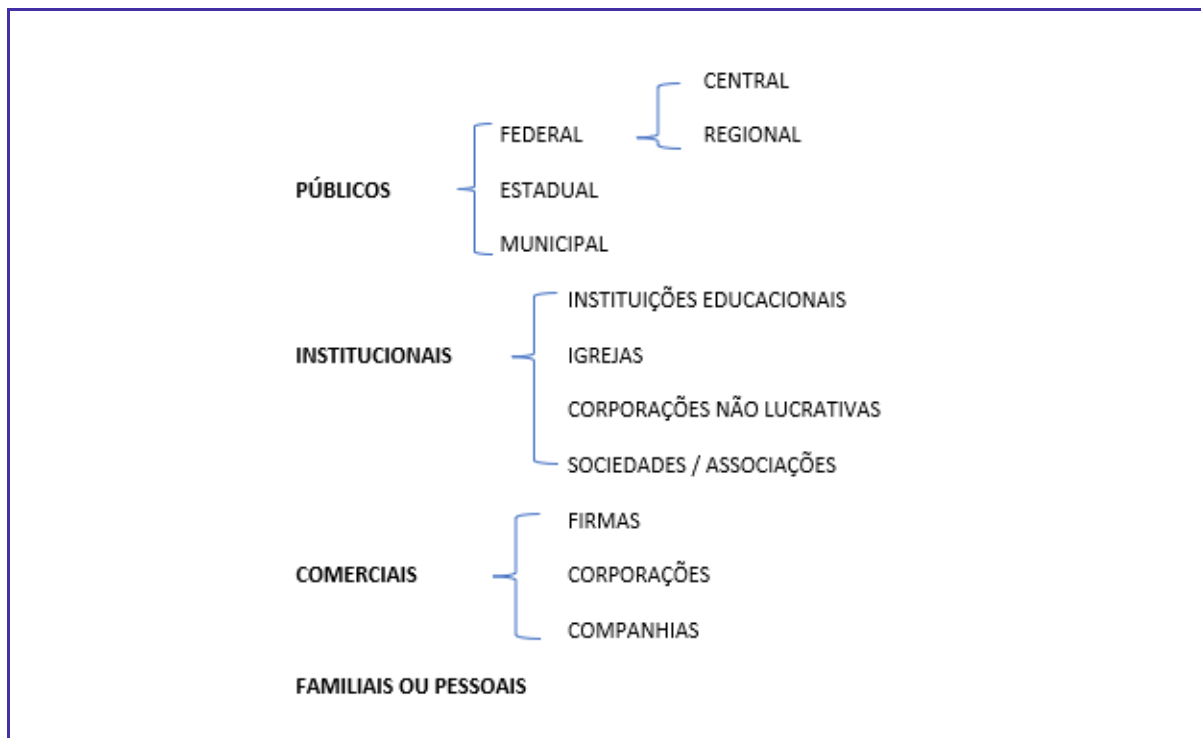 CENTRAL
FEDERAL REGIONAL
PÚBLICOS ESTADUAL
MUNICIPAL
INSTITUIÇÕES EDUCACIONAIS
INSTITUCIONAIS IGREJAS
CORPORAÇÕES NÃO LUCRATIVAS
SOCIEDADES / ASSOCIAÇÕES
FIRMAS
COMERCIAIS CORPORAÇÕES
COMPANHIAS
FAMILIAIS OU PESSOAIS